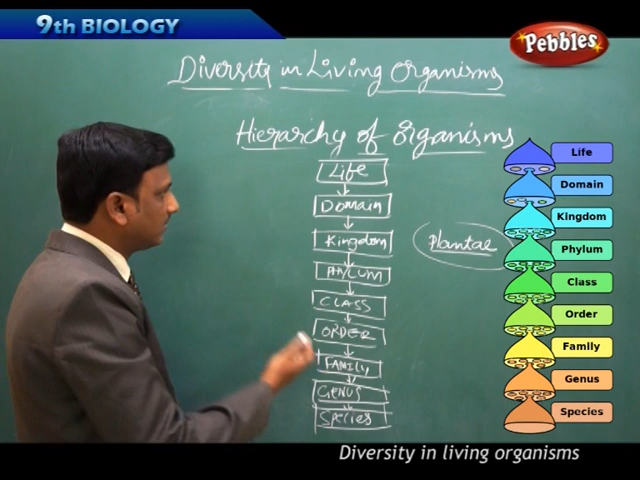 9th BIOLOGY
Pebbles
Diversity in Living Organisms
Hierarchy of Organisms
Life
Domain
Kingdom
Plantae
PHYLUM
CLASS
ORDER
FAMILY
GENUS
Species
Life
Domain
Kingdom
Phylum
Class
Order
Family
Genus
Species
Diversity in living organisms